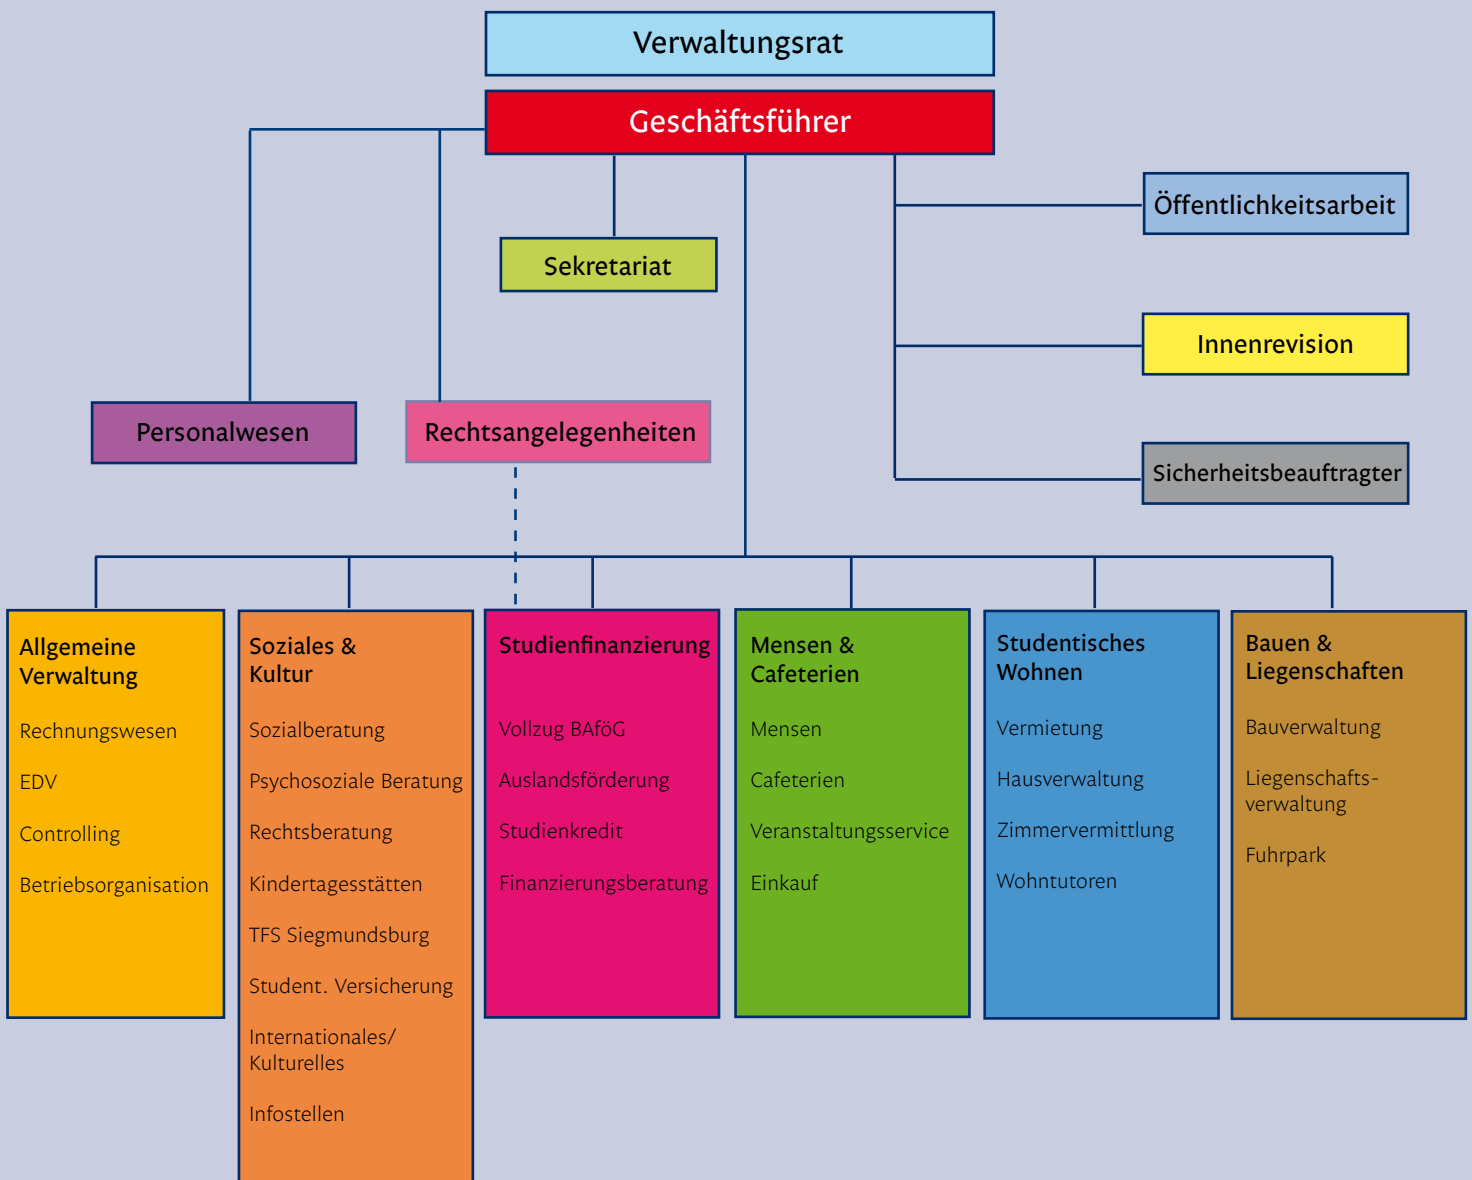 Verwaltungsrat
Geschäftsführer
Öffentlichkeitsarbeit
Sekretariat
Innenrevision
Personalwesen
Rechtsangelegenheiten
Sicherheitsbeauftragter
Allgemeine
Verwaltung
Rechnungswesen
EDV
Controlling
Betriebsorganisation
Soziales &
Kultur
Sozialberatung
Psychosoziale Beratung
Rechtsberatung
Kindertagesstätten
TFS Siegmundsburg
Student. Versicherung
Internationales/
Kulturelles
Infostellen
Studienfinanzierung
Vollzug BAföG
Auslandsförderung
Studienkredit
Finanzierungsberatung
Mensen &
Cafeterien
Mensen
Cafeterien
Veranstaltungsservice
Einkauf
Studentisches
Wohnen
Vermietung
Hausverwaltung
Zimmervermittlung
Wohntutoren
Bauen &
Liegenschaften
Bauverwaltung
Liegenschafts-
verwaltung
Fuhrpark